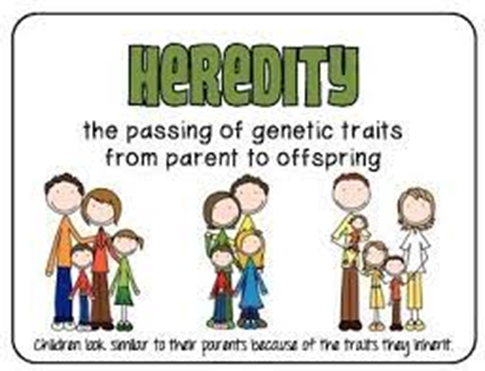 HEREDITY
the passing of genetic traits
from parent to offspring
Children look similar to their parents because of the traits they inherit.